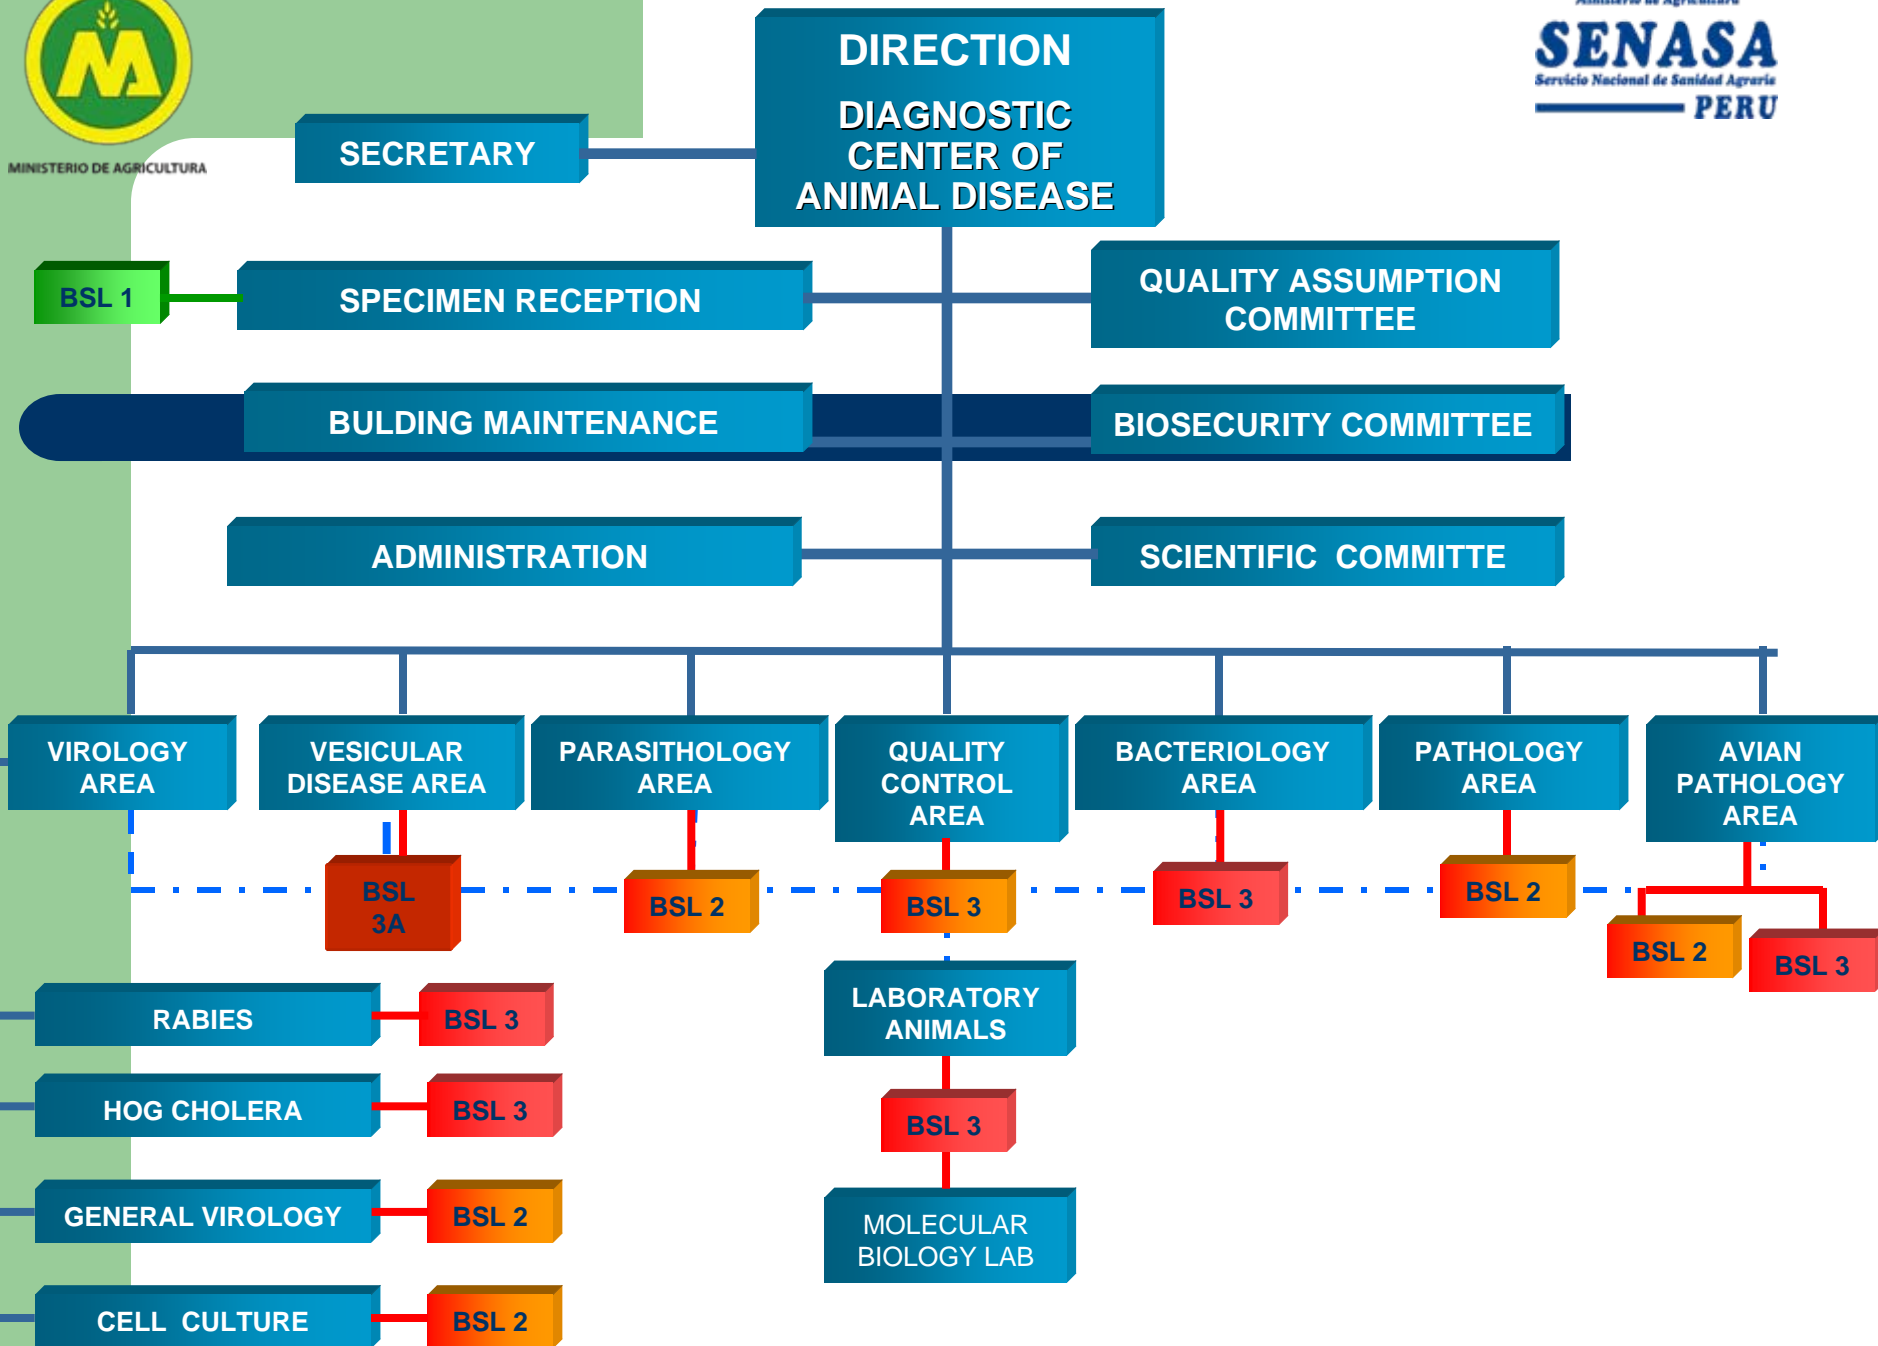 Ministerio de Agricultura
SENASA
Servicio Nacional de Sanidad Agraria
PERU
MINISTERIO DE AGRICULTURA
DIRECTION
DIAGNOSTIC
CENTER OF
ANIMAL DISEASE
SECRETARY
BSL 1
SPECIMEN RECEPTION
QUALITY ASSUMPTION
COMMITTEE
BULDING MAINTENANCE
BIOSECURITY COMMITTEE
ADMINISTRATION
SCIENTIFIC COMMITTE
VIROLOGY
AREA
VESICULAR
DISEASE AREA
PARASITHOLOGY
AREA
QUALITY
CONTROL
AREA
BACTERIOLOGY
AREA
PATHOLOGY
AREA
AVIAN
PATHOLOGY
AREA
BSL
3A
BSL 2
BSL 3
BSL 3
BSL 2
BSL 2
BSL 3
LABORATORY
ANIMALS
BSL 3
MOLECULAR
BIOLOGY LAB
RABIES
BSL 3
HOG CHOLERA
BSL 3
GENERAL VIROLOGY
BSL 2
CELL CULTURE
BSL 2